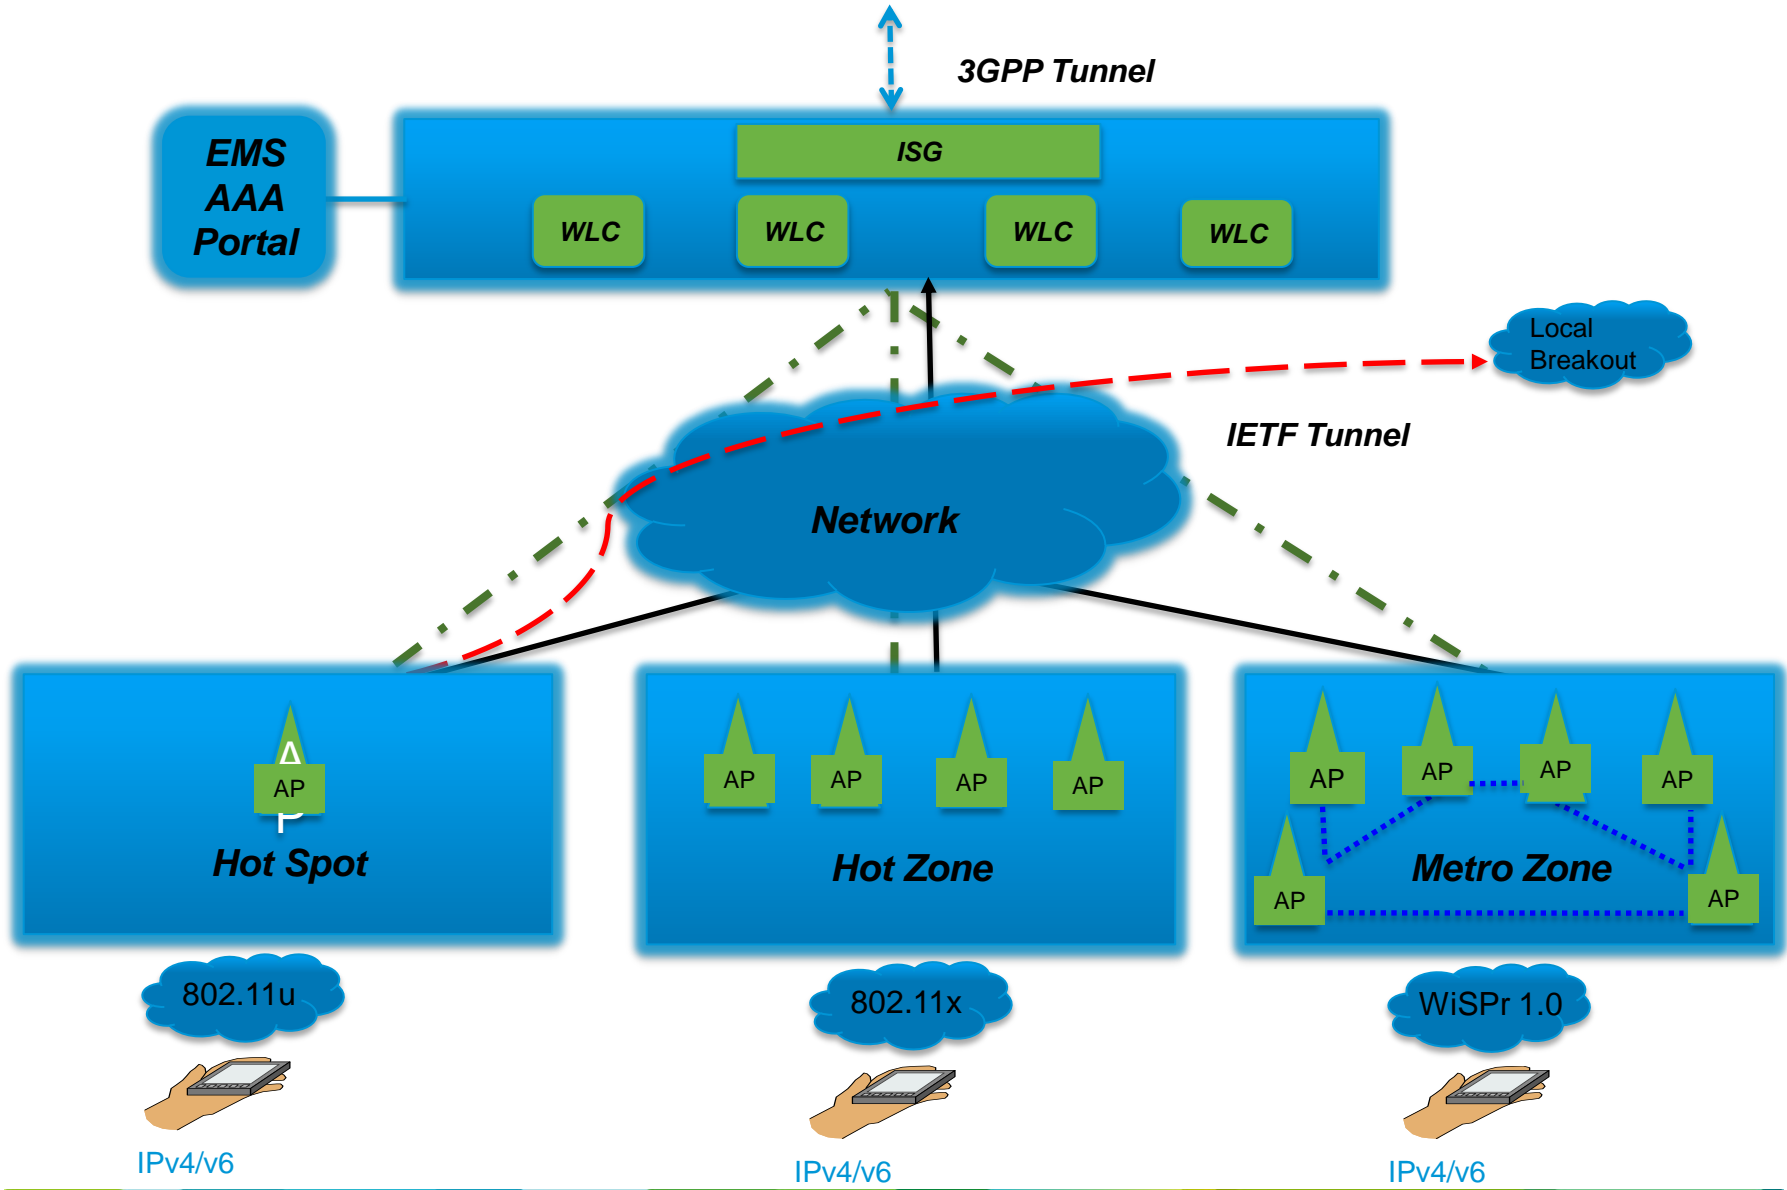 3GPP Tunnel
EMS
AAA
Portal
ISG
WLC
WLC
WLC
WLC
Local
Breakout
IETF Tunnel
Network
A
P
AP
Hot Spot
AP
AP
AP
AP
Hot Zone
AP
AP
AP
AP
AP
AP
Metro Zone
802.11u
802.11x
WiSPr 1.0
IPv4/v6
IPv4/v6
IPv4/v6